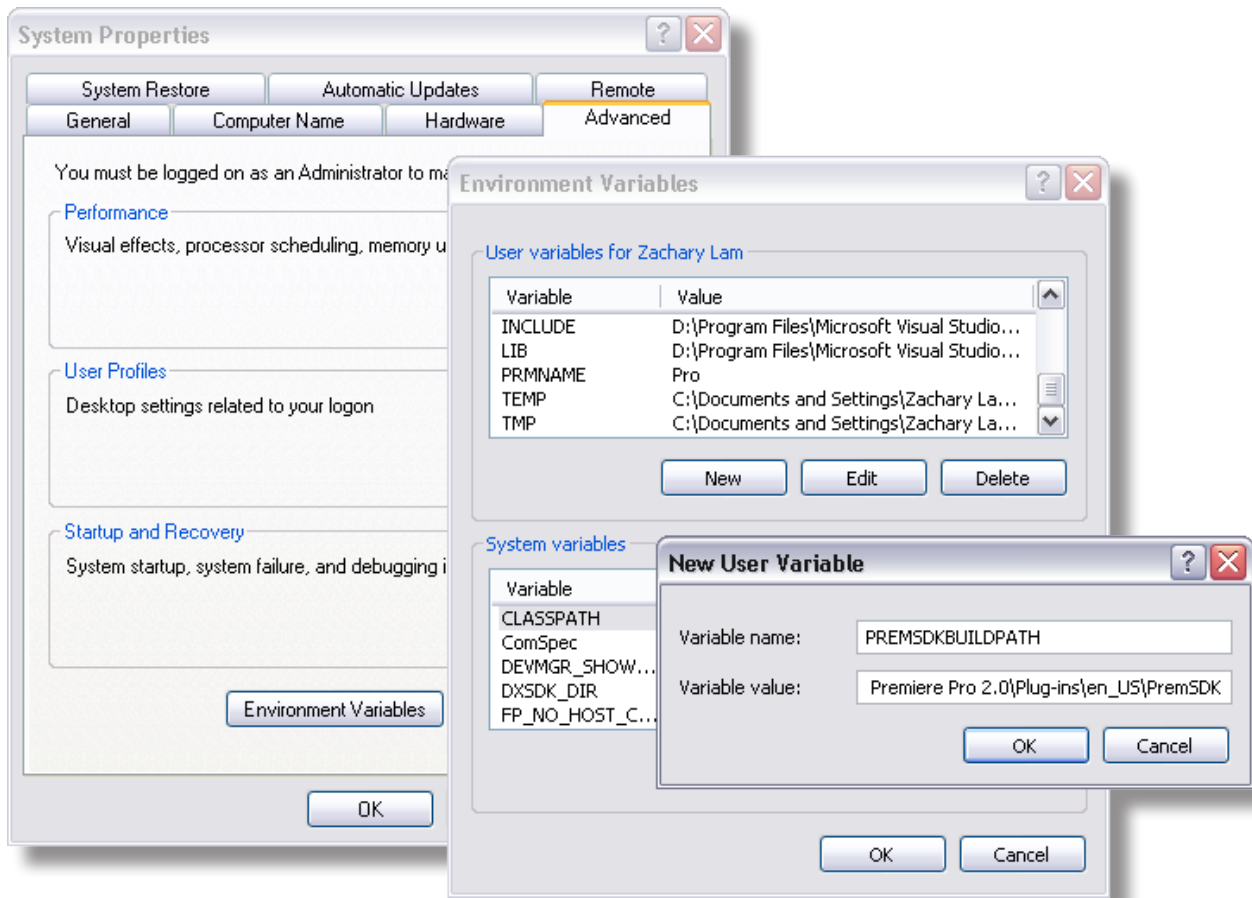 System Properties
System Restore Automatic Updates Remote
General Computer Name Hardware Advanced
You must be logged on as an Administrator to ma
Performance
Visual effects, processor scheduling, memory u
User Profiles
Desktop settings related to your logon
Startup and Recovery
System startup, system failure, and debugging i
Environment Variables
OK
Environment Variables
User variables for Zachary Lam
Variable Value
INCLUDE D:\Program Files\Microsoft Visual Studio...
LIB D:\Program Files\Microsoft Visual Studio...
PRMNAME Pro
TEMP C:\Documents and Settings\Zachary La...
TMP C:\Documents and Settings\Zachary La...
New Edit Delete
System variables
Variable
CLASSPATH
ComSpec
DEVMGR_SHOW...
DXSDK_DIR
FP_NO_HOST_C...
OK Cancel
New User Variable
Variable name: PREMSDKBUILDPATH
Variable value: Premiere Pro 2.0\Plug-ins\en_US\PremSDK
OK Cancel